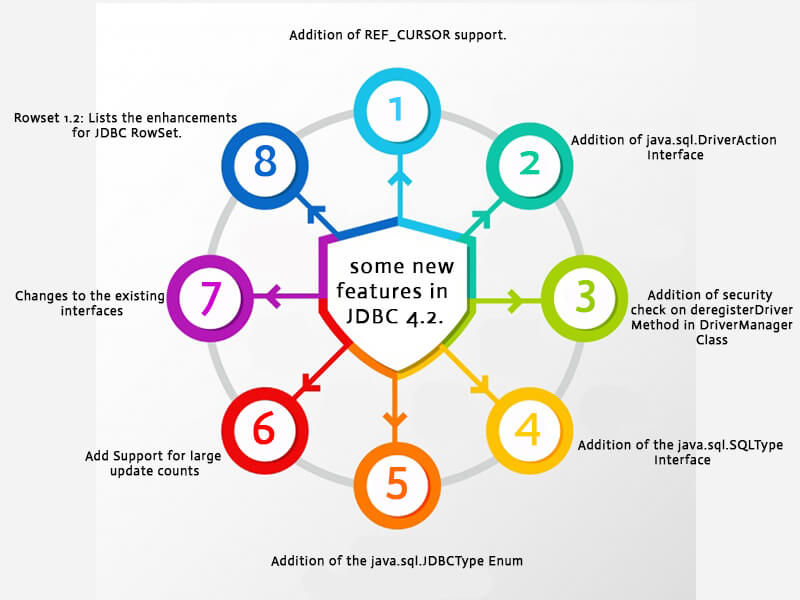 Addition of REF_CURSOR support.
1
Rowset 1.2: Lists the enhancements
for JDBC RowSet.
8
2
Addition of java.sql.DriverAction
Interface
some new
features in
JDBC 4.2.
7
Changes to the existing
interfaces
3
Addition of security
check on deregisterDriver
Method in DriverManager
Class
6
Add Support for large
update counts
4
Addition of the java.sql.SQLType
Interface
5
Addition of the java.sql.JDBCType Enum